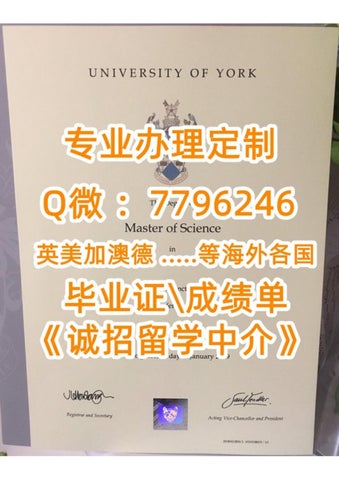 UNIVERSITY OF YORK
专业办理定制
Q微：7796246
Master of Science
in
英美加澳德......等海外各国
毕业证\成绩单
《诚招留学中介》
Registrar and Secretary
Acting Vice-Chancellor and President